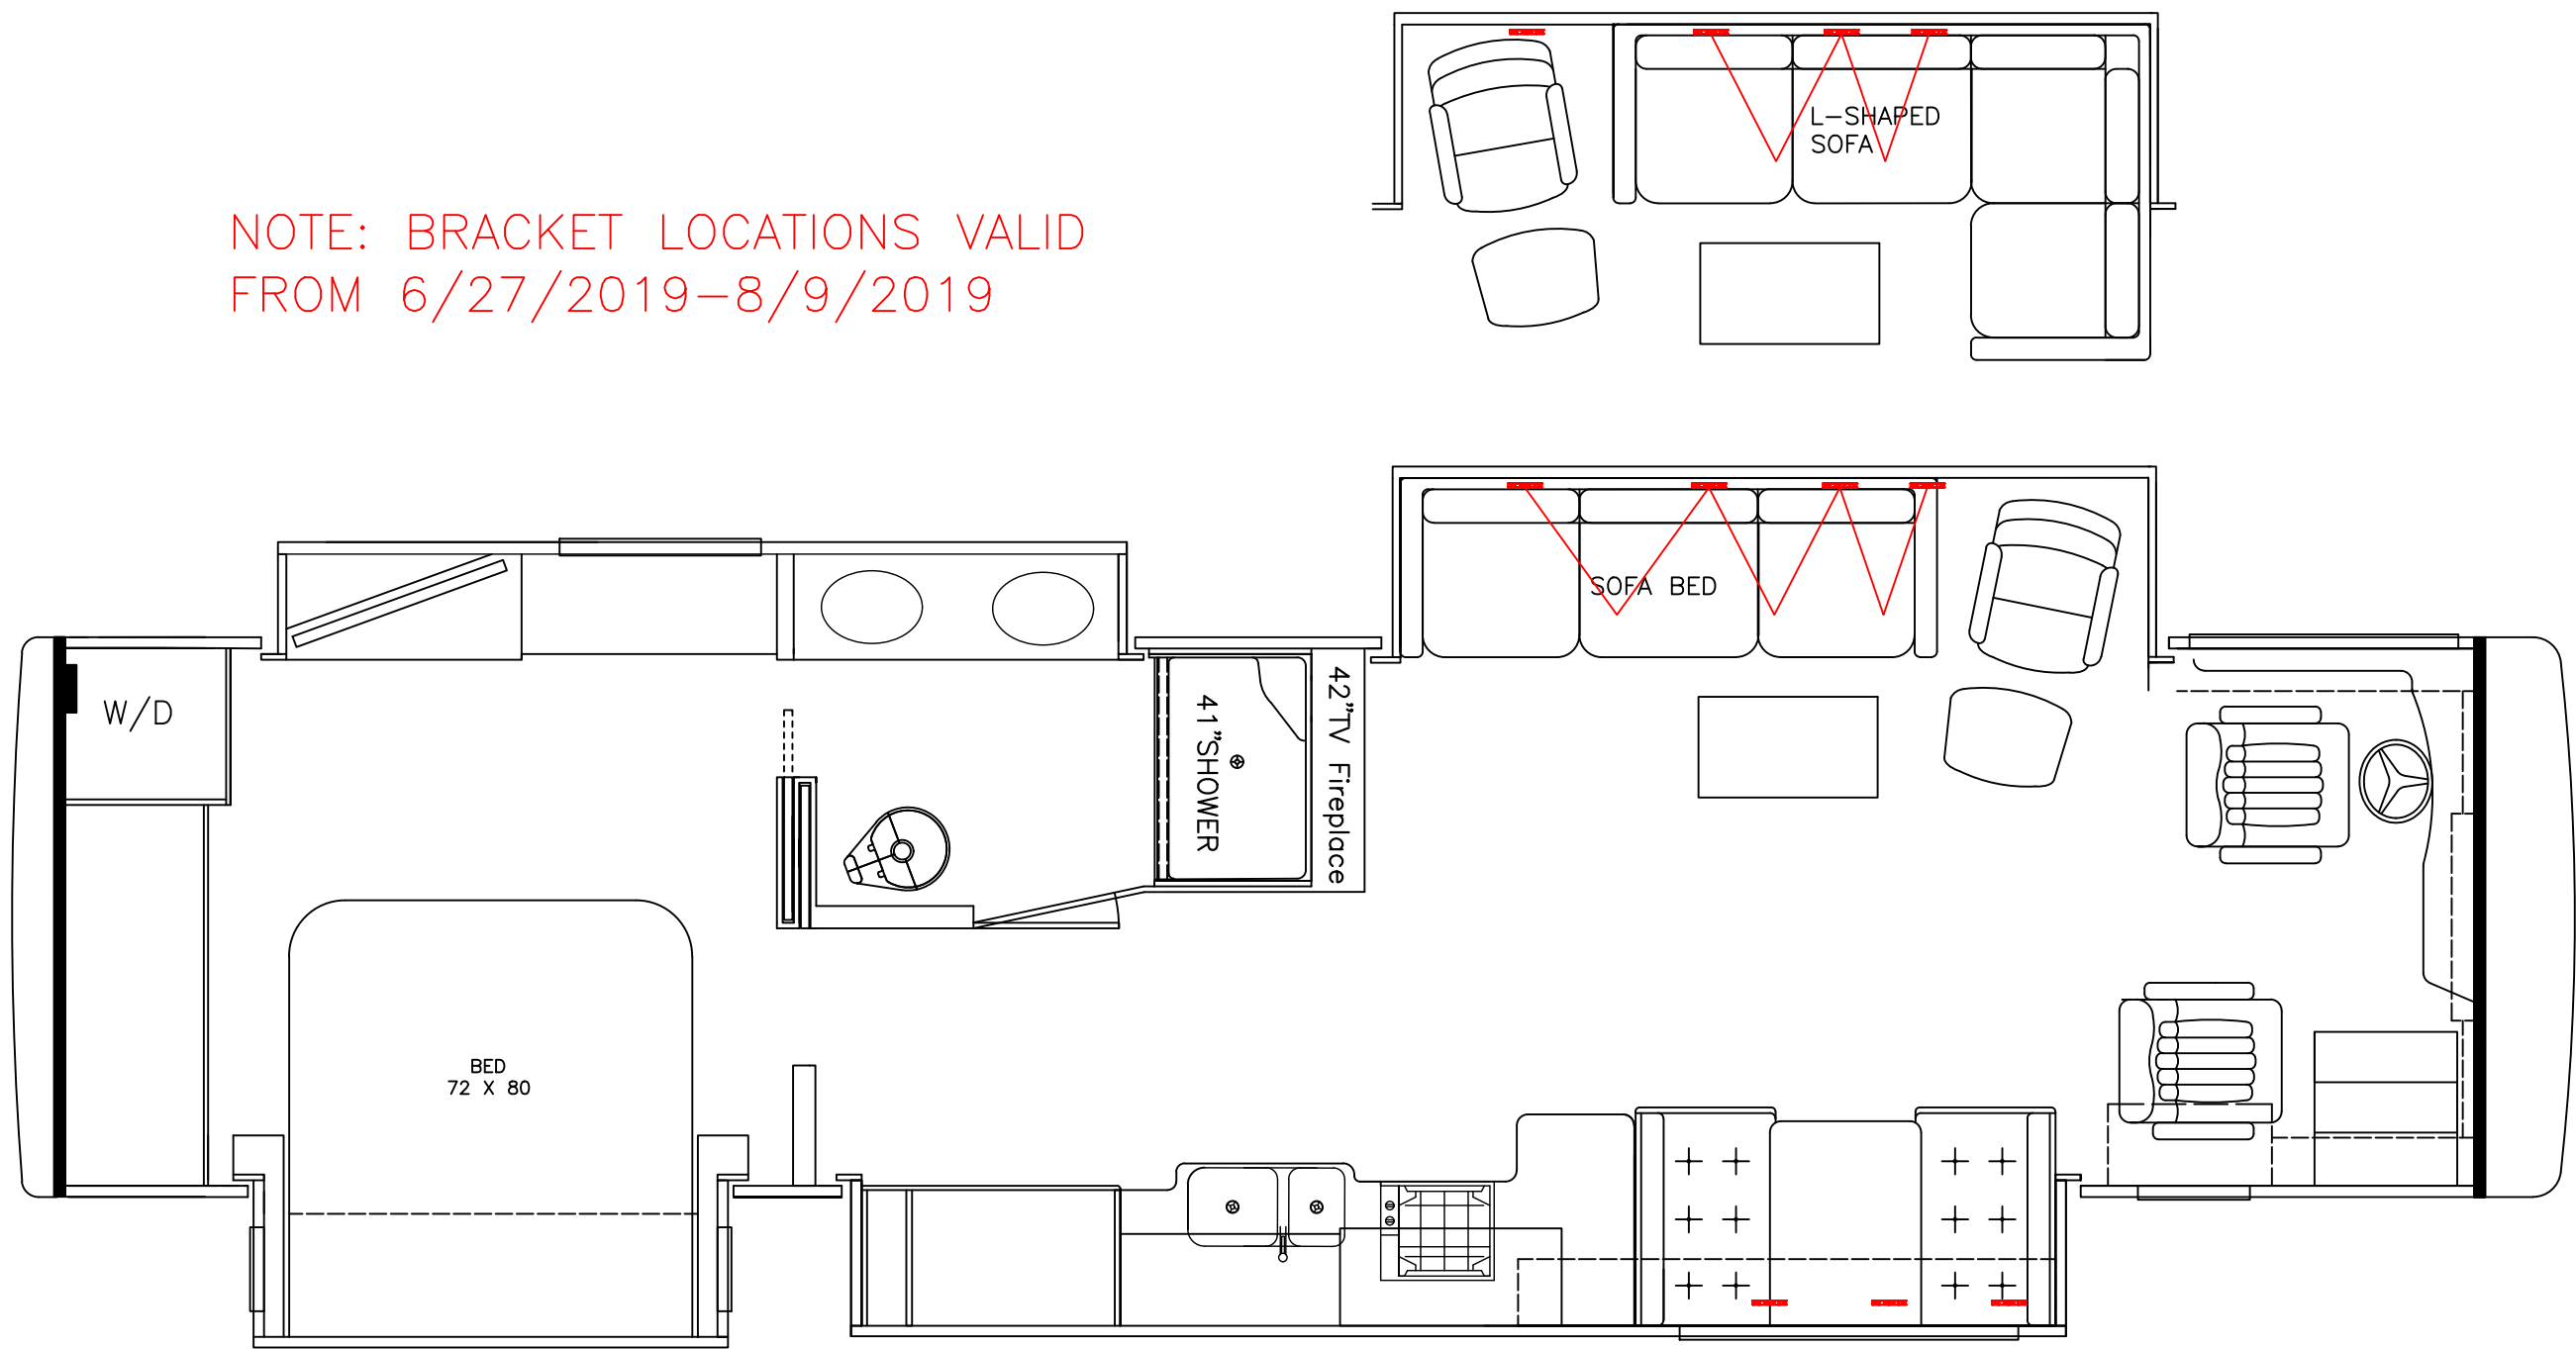 L-SHAPED
SOFA
NOTE: BRACKET LOCATIONS VALID
FROM 6/27/2019-8/9/2019
SOFA BED
W/D
41"SHOWER
42"TV Fireplace
BED
72 X 80